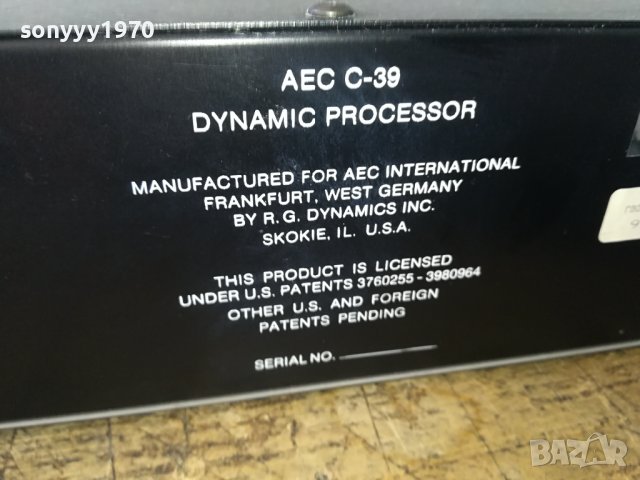 sonyyy1970
AEC C-39
DYNAMIC PROCESSOR
MANUFACTURED FOR AEC INTERNATIONAL
FRANKFURT, WEST GERMANY
BY R. G. DYNAMICS INC.
SKOKIE, IL. U.S.A.
THIS PRODUCT IS LICENSED
UNDER U.S. PATENTS 3760255 - 3980964
OTHER U.S. AND FOREIGN
PATENTS PENDING
SERIAL NO.
BAZAR